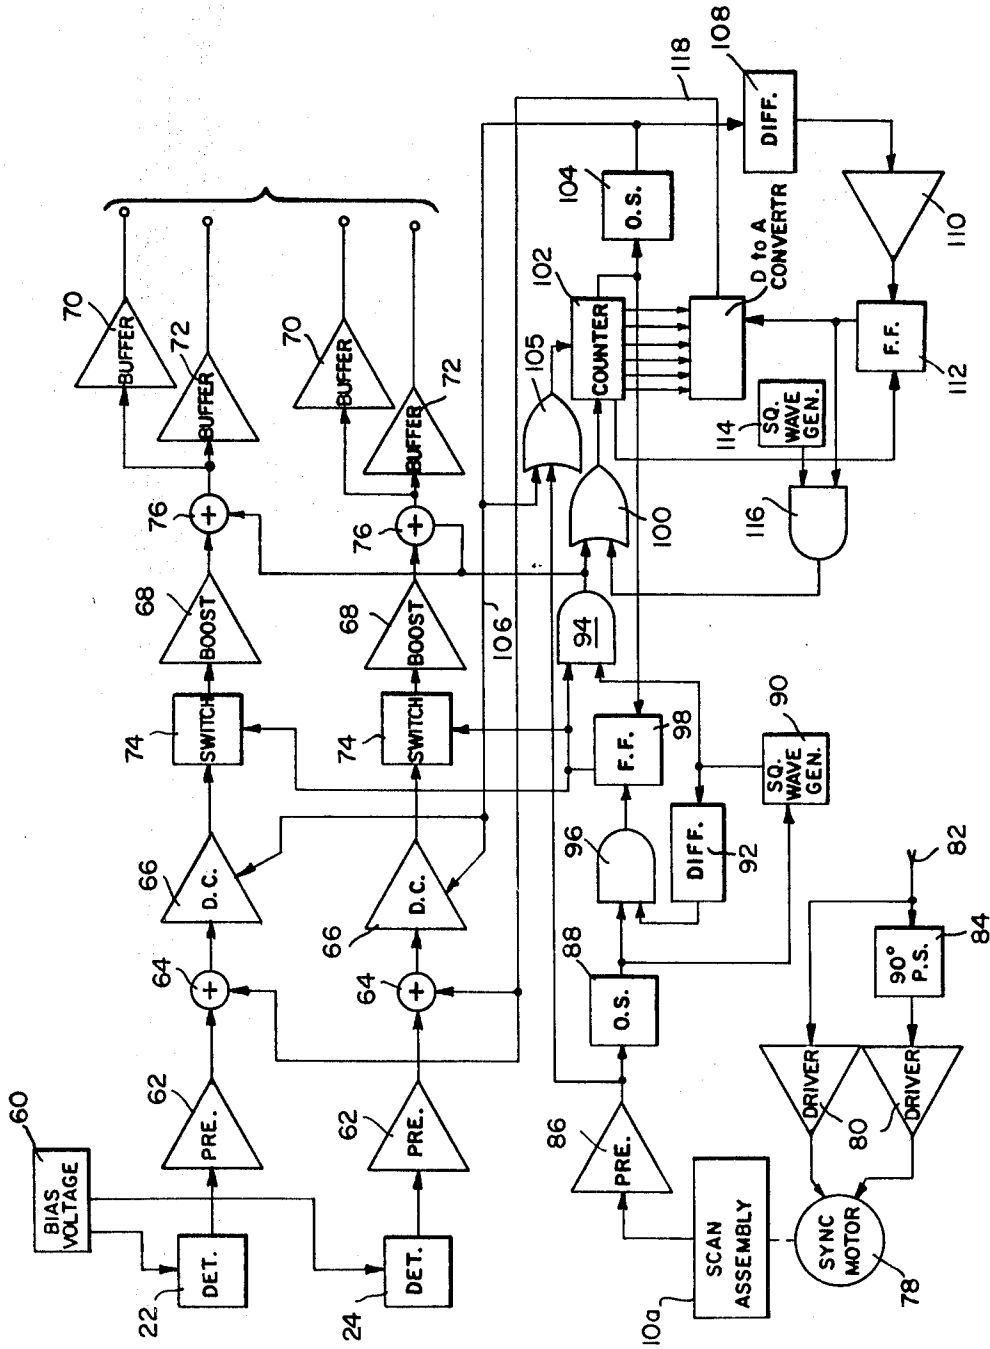 60
BIAS
VOLTAGE
22
DET.
62
PRE.
64
+
66
D.C.
74
SWITCH
68
BOOST
76
+
70
BUFFER
72
BUFFER
24
DET.
62
PRE.
64
+
66
D.C.
74
SWITCH
68
BOOST
76
+
70
BUFFER
72
BUFFER
106
118
86
PRE.
88
O.S.
96
98
F.F.
94
100
105
102
COUNTER
104
O.S.
92
DIFF.
90
SQ.
WAVE
GEN.
D to A
CONVERTR
108
DIFF.
110
112
F.F.
114
SQ.
WAVE
GEN.
116
10a
SCAN
ASSEMBLY
78
SYNC
MOTOR
80
DRIVER
DRIVER
84
90°
P.S.
82